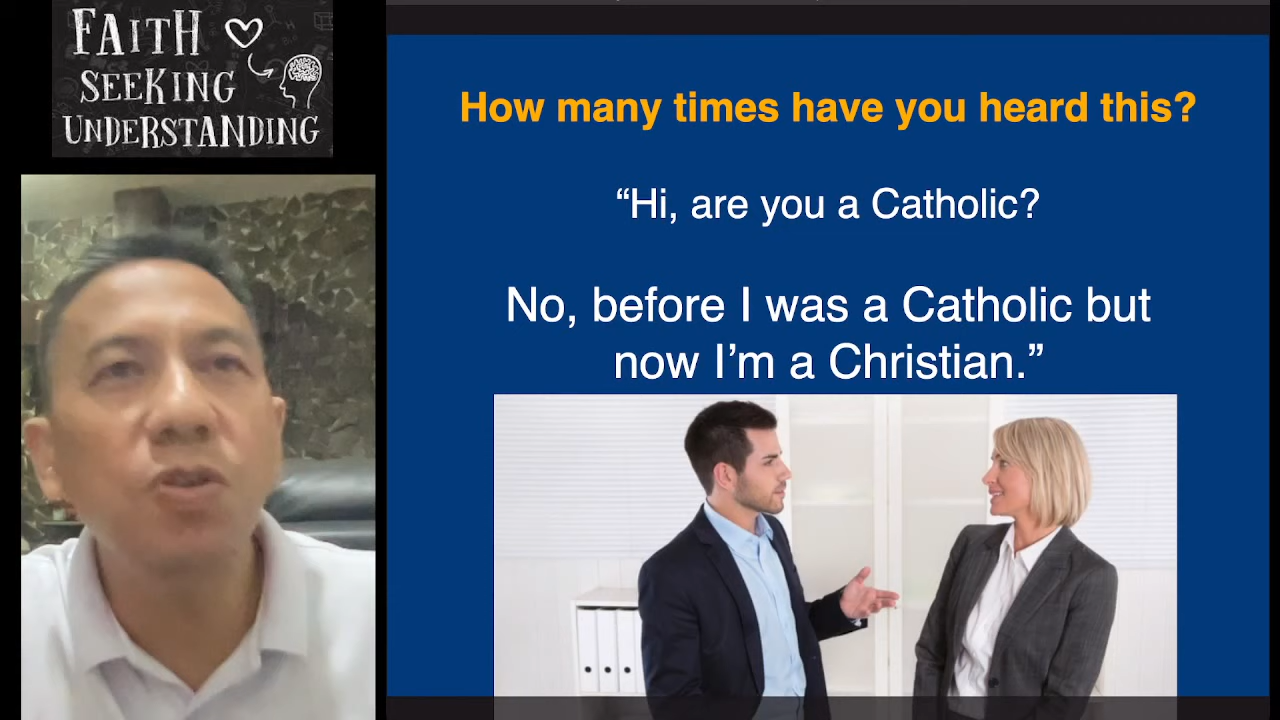 FAITH
SEEKING
UNDERSTANDING
How many times have you heard this?
“Hi, are you a Catholic?
No, before I was a Catholic but
now I’m a Christian.”